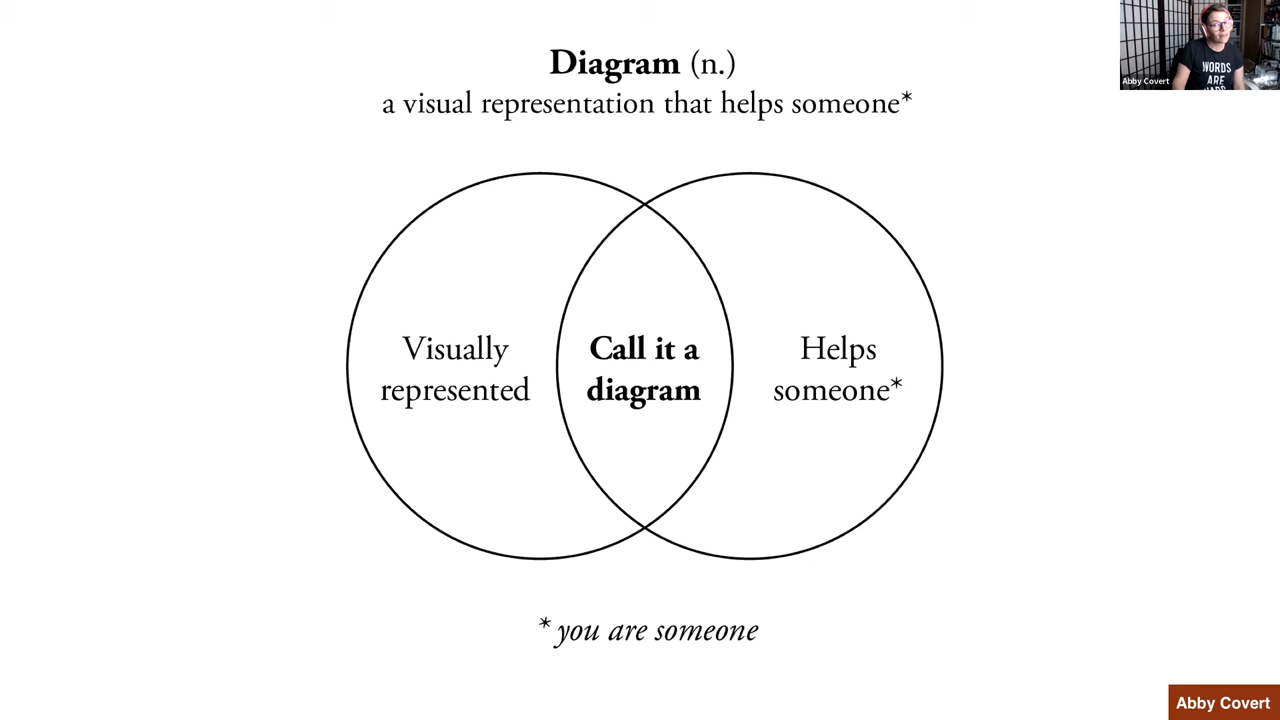 Diagram (n.)
a visual representation that helps someone*
Visually
represented
Call it a
diagram
Helps
someone*
* you are someone
Abby Covert
WORDS
ARE
Abby Covert